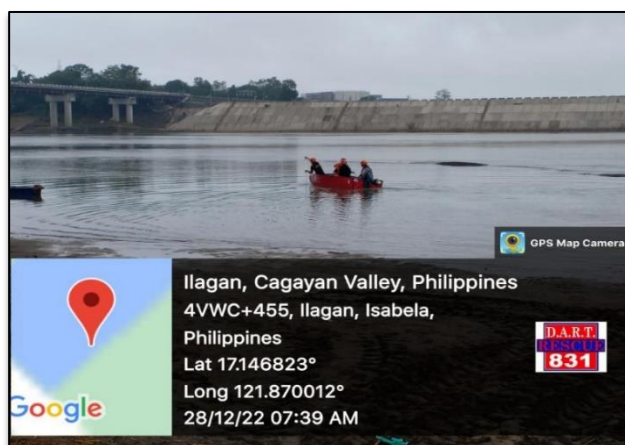 GPS Map Camera
Ilagan, Cagayan Valley, Philippines
4VWC+455, Ilagan, Isabela,
Philippines
Lat 17.146823°
Long 121.870012°
28/12/22 07:39 AM
Google
D.A.R.T.
RESCUE
831